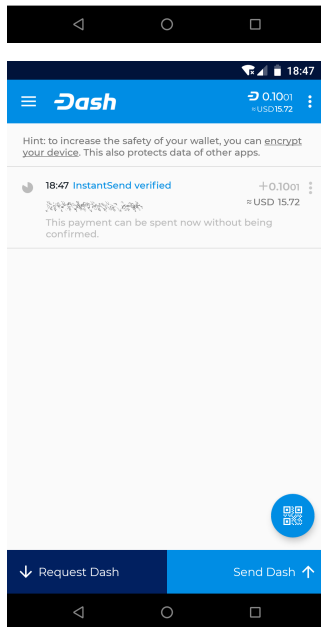 18:47
Dash
0.1001
≈USD15.72
Hint: to increase the safety of your wallet, you can encrypt
your device. This also protects data of other apps.
18:47 InstantSend verified
+0.1001
≈USD 15.72
This payment can be spent now without being
confirmed.
Request Dash
Send Dash